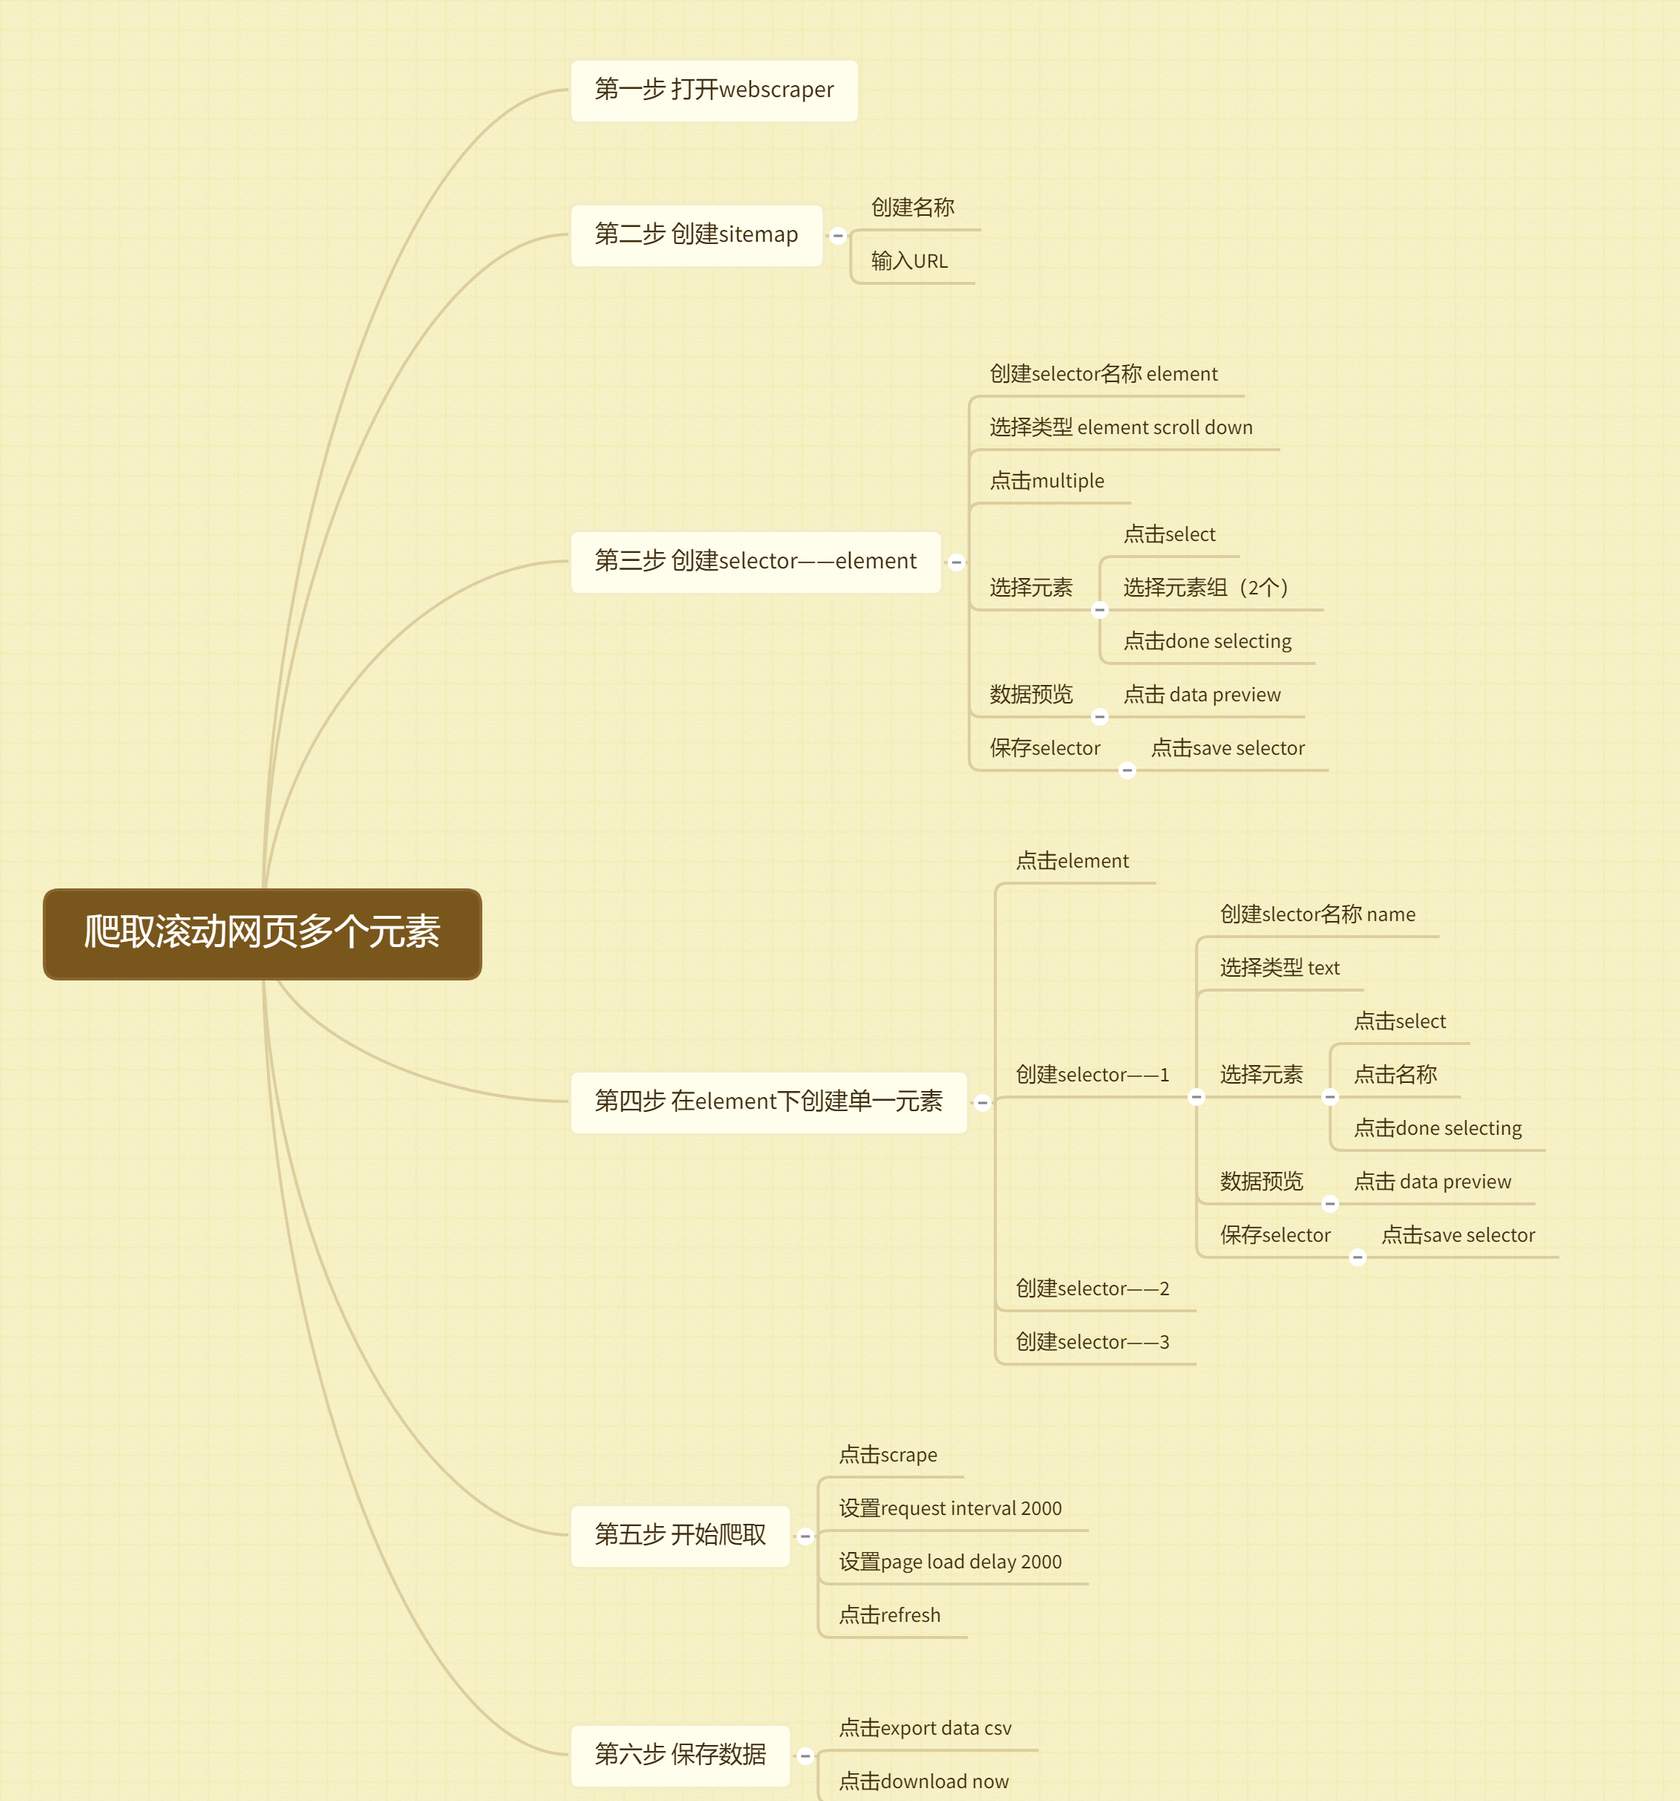 爬取滚动网页多个元素
第一步 打开webscraper
第二步 创建sitemap
创建名称
输入URL
第三步 创建selector——element
创建selector名称 element
选择类型 element scroll down
点击multiple
选择元素
点击select
选择元素组（2个）
点击done selecting
数据预览
点击 data preview
保存selector
点击save selector
第四步 在element下创建单一元素
点击element
创建selector——1
创建slector名称 name
选择类型 text
选择元素
点击select
点击名称
点击done selecting
数据预览
点击 data preview
保存selector
点击save selector
创建selector——2
创建selector——3
第五步 开始爬取
点击scrape
设置request interval 2000
设置page load delay 2000
点击refresh
第六步 保存数据
点击export data csv
点击download now